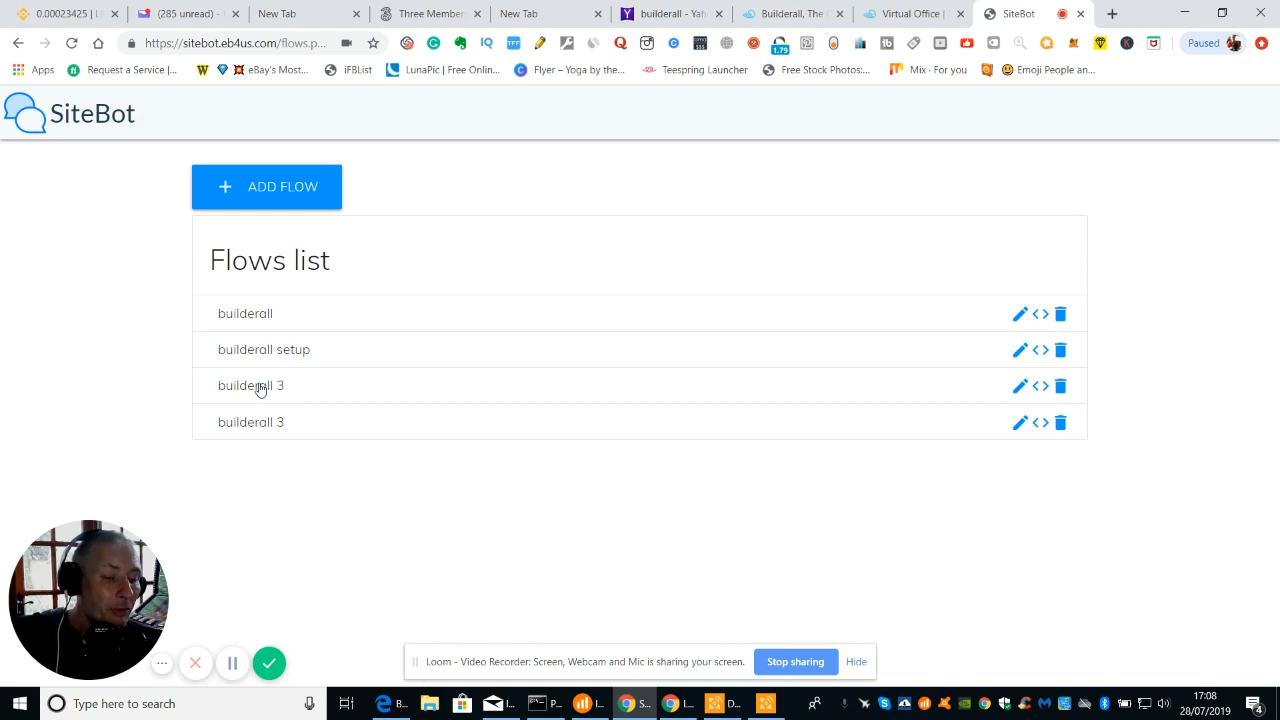 0.00023425 | L
(285 unread) -
New Tab
Three Member
New Tab
builderall - Yah
Builderall, The
Virtual Office |
SiteBot
https://sitebot.eb4us.com/flows.p...
1.79
Paused
Apps
Request a Service |...
eBay's Most...
iFBList
LunaPic | Free Onlin...
Flyer – Yoga by the...
Teespring Launcher
Free Stock Photos:...
Mix · For you
Emoji People an...
SiteBot
ADD FLOW
Flows list
builderall
builderall setup
builderall 3
builderall 3
Loom - Video Recorder: Screen, Webcam and Mic is sharing your screen.
Stop sharing
Hide
Type here to search
B...
I...
P...
I...
S...
L...
D...
17:08
28/07/2019
4